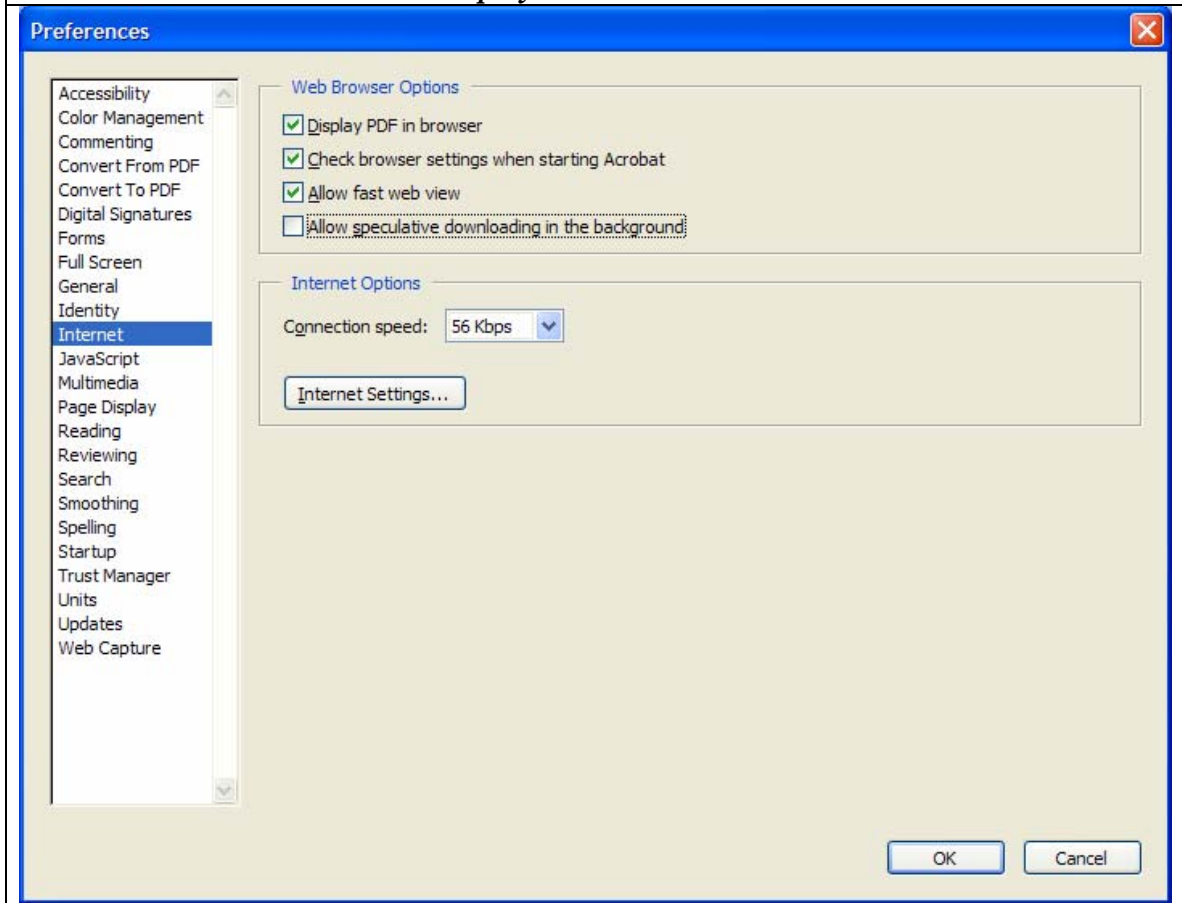 Preferences
Accessibility
Color Management
Commenting
Convert From PDF
Convert To PDF
Digital Signatures
Forms
Full Screen
General
Identity
Internet
JavaScript
Multimedia
Page Display
Reading
Reviewing
Search
Smoothing
Spelling
Startup
Trust Manager
Units
Updates
Web Capture
Web Browser Options
Display PDF in browser
Check browser settings when starting Acrobat
Allow fast web view
Allow speculative downloading in the background
Internet Options
Connection speed: 56 Kbps
Internet Settings...
OK Cancel